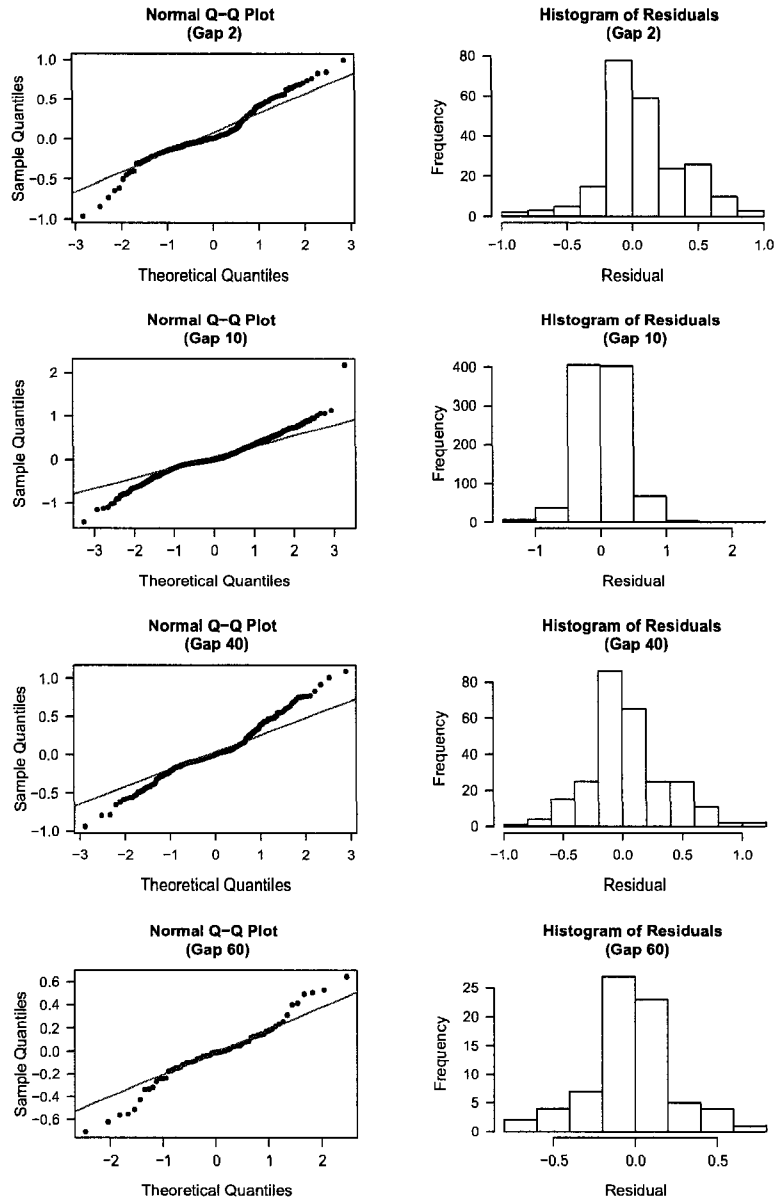 Normal Q−Q Plot
(Gap 2)
Sample Quantiles
1.0
0.5
0.0
−0.5
−1.0
−3 −2 −1 0 1 2 3
Theoretical Quantiles
Histogram of Residuals
(Gap 2)
Frequency
80
60
40
20
0
−1.0 −0.5 0.0 0.5 1.0
Residual
Normal Q−Q Plot
(Gap 10)
Sample Quantiles
2
1
0
−1
−3 −2 −1 0 1 2 3
Theoretical Quantiles
Histogram of Residuals
(Gap 10)
Frequency
400
300
200
100
0
−1 0 1 2
Residual
Normal Q−Q Plot
(Gap 40)
Sample Quantiles
1.0
0.5
0.0
−0.5
−1.0
−3 −2 −1 0 1 2 3
Theoretical Quantiles
Histogram of Residuals
(Gap 40)
Frequency
80
60
40
20
0
−1.0 −0.5 0.0 0.5 1.0
Residual
Normal Q−Q Plot
(Gap 60)
Sample Quantiles
0.6
0.4
0.2
0.0
−0.2
−0.4
−0.6
−2 −1 0 1 2
Theoretical Quantiles
Histogram of Residuals
(Gap 60)
Frequency
25
20
15
10
5
0
−0.5 0.0 0.5
Residual